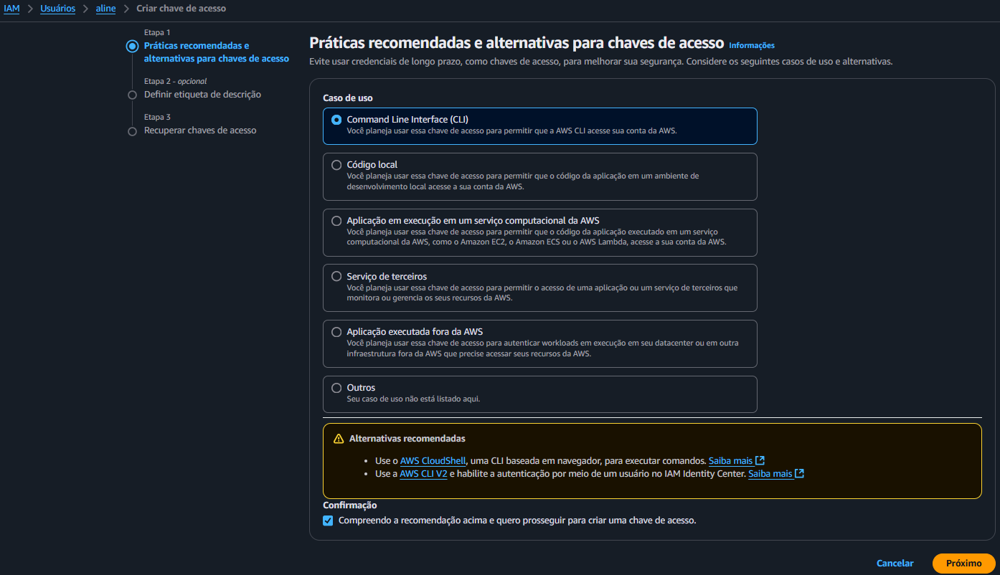 IAM > Usuários > aline > Criar chave de acesso
Etapa 1
Práticas recomendadas e
alternativas para chaves de acesso
Etapa 2 - opcional
Definir etiqueta de descrição
Etapa 3
Recuperar chaves de acesso
Práticas recomendadas e alternativas para chaves de acesso Informações
Evite usar credenciais de longo prazo, como chaves de acesso, para melhorar sua segurança. Considere os seguintes casos de uso e alternativas.
Caso de uso
Command Line Interface (CLI)
Você planeja usar essa chave de acesso para permitir que a AWS CLI acesse sua conta da AWS.
Código local
Você planeja usar essa chave de acesso para permitir que o código da aplicação em um ambiente de
desenvolvimento local acesse a sua conta da AWS.
Aplicação em execução em um serviço computacional da AWS
Você planeja usar essa chave de acesso para permitir que o código da aplicação executado em um serviço
computacional da AWS, como o Amazon EC2, o Amazon ECS ou o AWS Lambda, acesse a sua conta da AWS.
Serviço de terceiros
Você planeja usar essa chave de acesso para permitir o acesso de uma aplicação ou um serviço de terceiros que
monitora ou gerencia os seus recursos da AWS.
Aplicação executada fora da AWS
Você planeja usar essa chave de acesso para autenticar workloads em execução em seu datacenter ou em outra
infraestrutura fora da AWS que precise acessar seus recursos da AWS.
Outros
Seu caso de uso não está listado aqui.
Alternativas recomendadas
• Use o AWS CloudShell, uma CLI baseada em navegador, para executar comandos. Saiba mais
• Use a AWS CLI V2 e habilite a autenticação por meio de um usuário no IAM Identity Center. Saiba mais
Confirmação
Compreendo a recomendação acima e quero prosseguir para criar uma chave de acesso.
Cancelar
Próximo